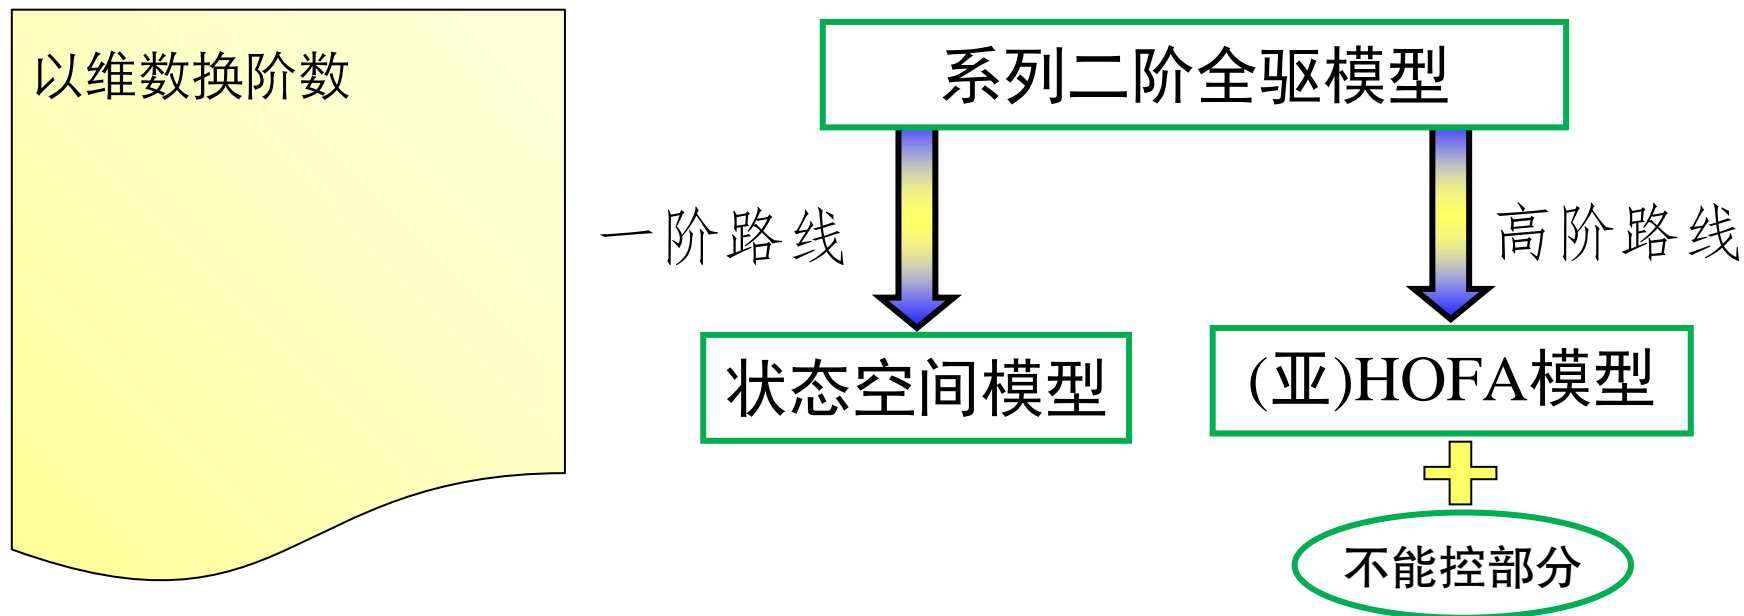 以维数换阶数
系列二阶全驱模型
一阶路线
高阶路线
状态空间模型
(亚)HOFA模型
不能控部分